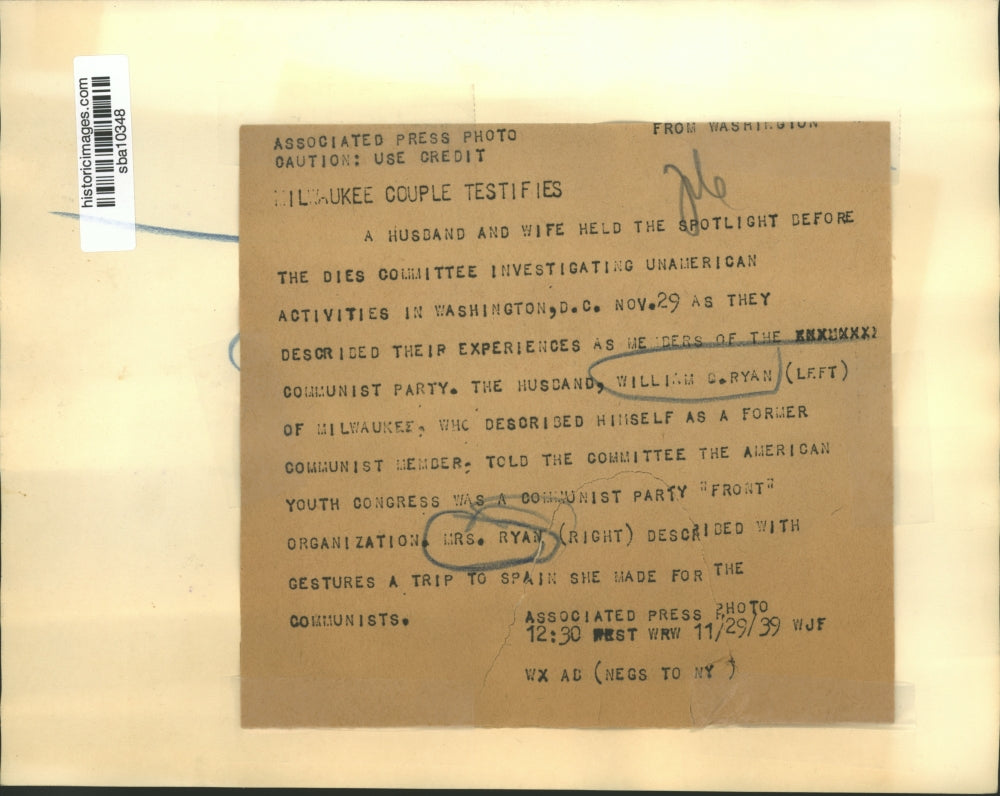 historicimages.com
sba10348
ASSOCIATED PRESS PHOTO FROM WASHINGTON
CAUTION: USE CREDIT
MILWAUKEE COUPLE TESTIFIES
A HUSBAND AND WIFE HELD THE SPOTLIGHT BEFORE
THE DIES COMMITTEE INVESTIGATING UNAMERICAN
ACTIVITIES IN WASHINGTON,D.C. NOV.29 AS THEY
DESCRIBED THEIR EXPERIENCES AS MEMBERS OF THE
COMMUNIST PARTY. THE HUSBAND, WILLIAM RYAN (LEFT)
OF MILWAUKEE, WHO DESCRIBED HIMSELF AS A FORMER
COMMUNIST MEMBER, TOLD THE COMMITTEE THE AMERICAN
YOUTH CONGRESS WAS A COMMUNIST PARTY "FRONT"
ORGANIZATION. MRS. RYAN (RIGHT) DESCRIBED WITH
GESTURES A TRIP TO SPAIN SHE MADE FOR THE
COMMUNISTS.
ASSOCIATED PRESS PHOTO
12:30 PEST WRW 11/29/39 WJF
WX AD (NEGS TO NY )